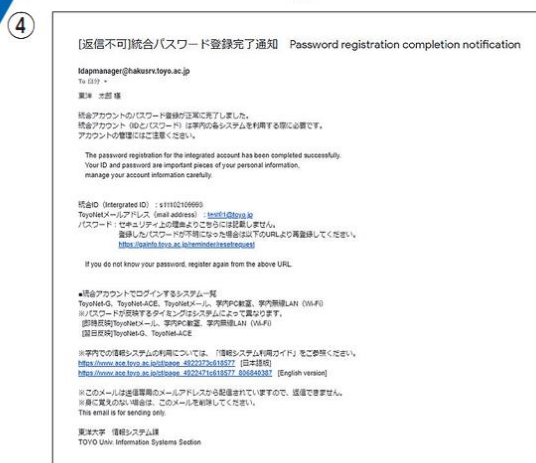 ④
[返信不可]統合パスワード登録完了通知 Password registration completion notification
ldapmanager@hakusrv.toyo.ac.jp
To 自分
東洋 太郎 様
統合アカウントのパスワード登録が正常に完了しました。
統合アカウント（IDとパスワード）は学内の各システムを利用する際に必要です。
アカウントの管理にはご注意ください。
The password registration for the integrated account has been completed successfully.
Your ID and password are important pieces of your personal information,
manage your account information carefully.
統合ID (Intergrated ID) ：s11102109993
ToyoNetメールアドレス (mail address) ：
パスワード：セキュリティ上の理由よりこちらには記載しません。
登録したパスワードが不明になった場合は以下のURLより再登録してください。
https://gainfo.toyo.ac.jp/reminder/resetrequest
If you do not know your password, register again from the above URL.
■統合アカウントでログインするシステム一覧
ToyoNet-G、ToyoNet-ACE、ToyoNetメール、学内PC教室、学内無線LAN（Wi-Fi）
※パスワードが反映するタイミングはシステムによって異なります。
[即時反映]ToyoNetメール、学内PC教室、学内無線LAN（Wi-Fi）
[翌日反映]ToyoNet-G、ToyoNet-ACE
※学内での情報システムの利用については、「情報システム利用ガイド」をご参照ください。
https://www.ace.toyo.ac.jp/ct/page_4822373c618577 [日本語版]
https://www.ace.toyo.ac.jp/ct/page_4822471c618577_806840387 [English version]
※このメールは送信専用のメールアドレスから配信されていますので、返信できません。
※身に覚えのない場合は、このメールを削除してください。
This email is for sending only.
東洋大学 情報システム課
TOYO Univ. Information Systems Section